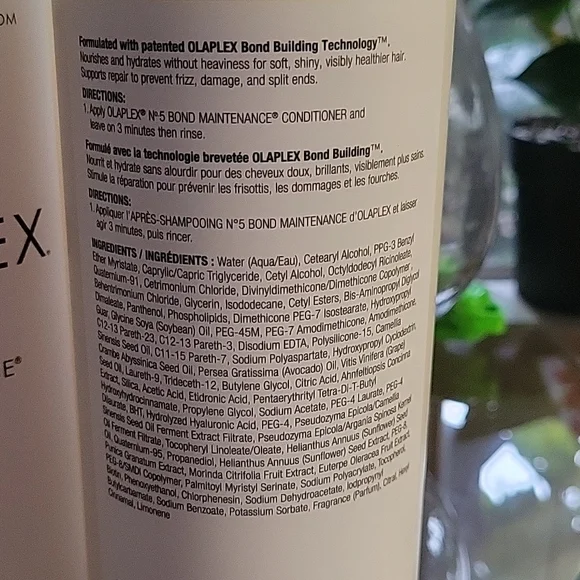 OM
EX
E®
Formulated with patented OLAPLEX Bond Building Technology™.
Nourishes and hydrates without heaviness for soft, shiny, visibly healthier hair.
Supports repair to prevent frizz, damage, and split ends.
DIRECTIONS:
1. Apply OLAPLEX® Nº5 BOND MAINTENANCE® CONDITIONER and
leave on 3 minutes then rinse.
Formulé avec la technologie brevetée OLAPLEX Bond Building™.
Nourrit et hydrate sans alourdir pour des cheveux doux, brillants, visiblement plus sains.
Stimule la réparation pour prévenir les frisottis, les dommages et les fourches.
DIRECTIONS:
1. Appliquer l'APRÈS-SHAMPOOING Nº5 BOND MAINTENANCE d'OLAPLEX et laisser
agir 3 minutes, puis rincer.
INGREDIENTS / INGRÉDIENTS : Water (Aqua/Eau), Cetearyl Alcohol, PPG-3 Benzyl
Ether Myristate, Caprylic/Capric Triglyceride, Cetyl Alcohol, Octyldodecyl Ricinoleate,
Quaternium-91, Cetrimonium Chloride, Divinyldimethicone/Dimethicone Copolymer,
Behentrimonium Chloride, Glycerin, Isododecane, Cetyl Esters, Bis-Aminopropyl Diglycol
Dimaleate, Panthenol, Phospholipids, Dimethicone PEG-7 Isostearate, Hydroxypropyl
Guar, Glycine Soya (Soybean) Oil, PEG-45M, PEG-7 Amodimethicone, Amodimethicone,
C12-13 Pareth-23, C12-13 Pareth-3, Disodium EDTA, Polysilicone-15, Camellia
Sinensis Seed Oil, C11-15 Pareth-7, Sodium Polyaspartate, Hydroxypropyl Cyclodextrin,
Crambe Abyssinica Seed Oil, Persea Gratissima (Avocado) Oil, Vitis Vinifera (Grape)
Seed Oil, Laureth-9, Trideceth-12, Butylene Glycol, Citric Acid, Ahnfeltiopsis Concinna
Extract, Silica, Acetic Acid, Etidronic Acid, Pentaerythrityl Tetra-Di-T-Butyl
Hydroxyhydrocinnamate, Propylene Glycol, Sodium Acetate, PEG-4 Laurate, PEG-4
Dilaurate, BHT, Hydrolyzed Hyaluronic Acid, PEG-4, Pseudozyma Epicola/Camellia
Sinensis Seed Oil Ferment Extract Filtrate, Pseudozyma Epicola/Argania Spinosa Kernel
Oil Ferment Filtrate, Tocopheryl Linoleate/Oleate, Helianthus Annuus (Sunflower) Seed
Oil, Quaternium-95, Propanediol, Helianthus Annuus (Sunflower) Seed Extract, PEG-8,
Punica Granatum Extract, Morinda Citrifolia Fruit Extract, Euterpe Oleracea Fruit Extract,
PEG-8/SMDI Copolymer, Palmitoyl Myristyl Serinate, Sodium Polyacrylate, Tocopherol,
Biotin, Phenoxyethanol, Chlorphenesin, Sodium Dehydroacetate, Iodopropynyl
Butylcarbamate, Sodium Benzoate, Potassium Sorbate, Fragrance (Parfum), Citral, Hexyl
Cinnamal, Limonene